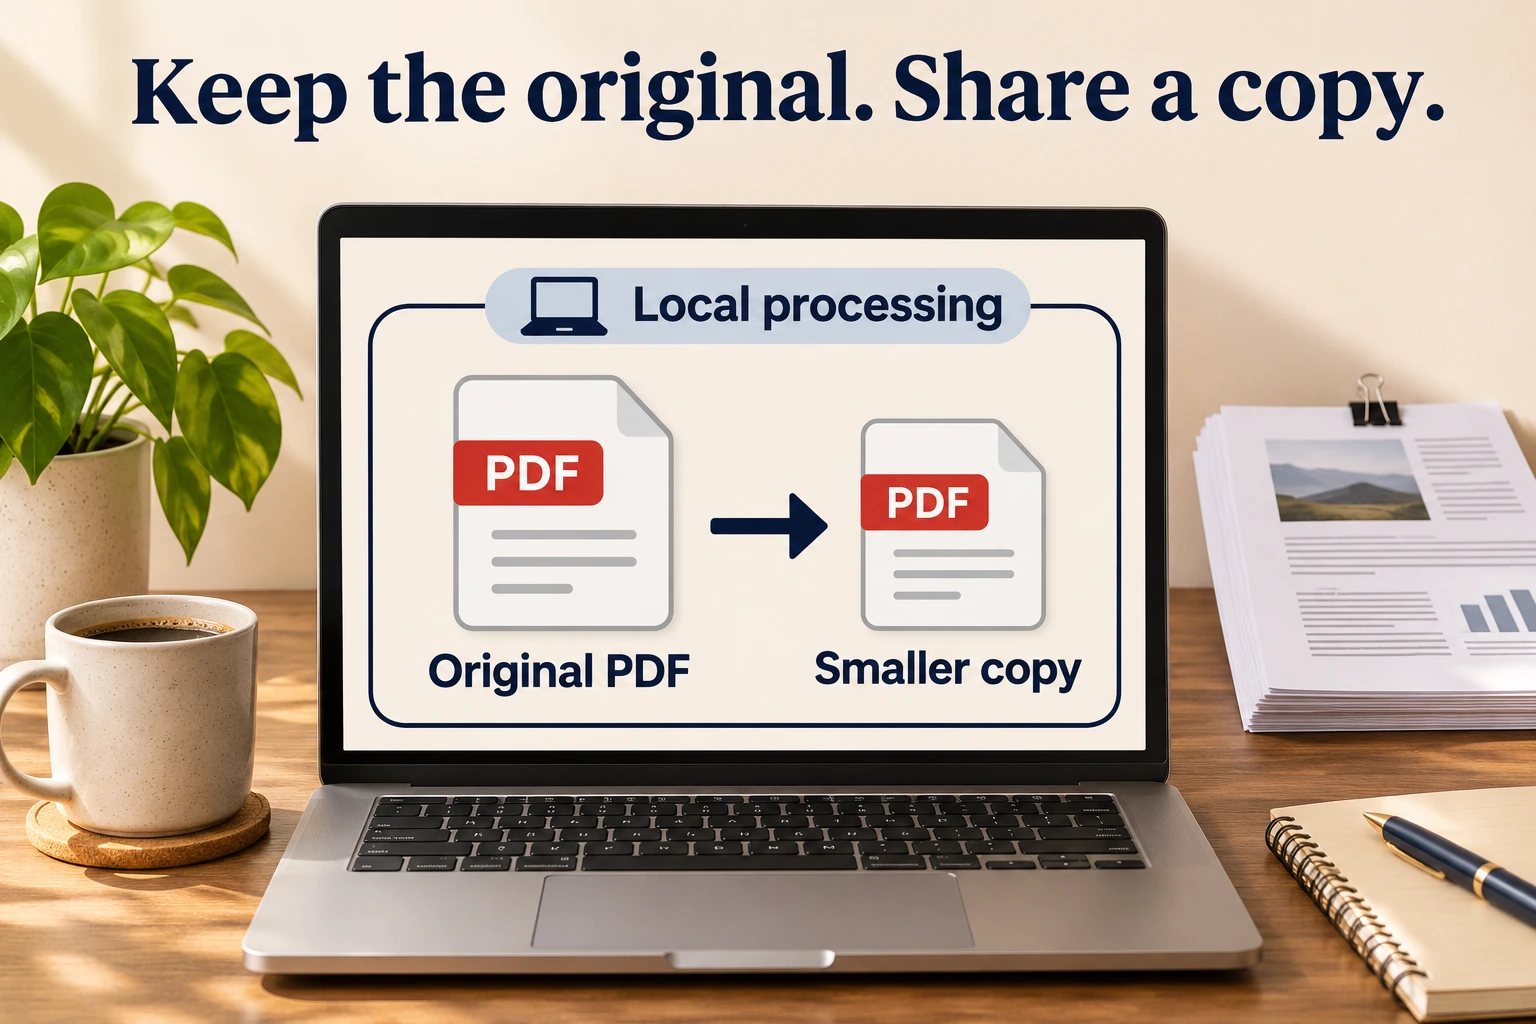 Keep the original. Share a copy.
Local processing
PDF
PDF
Original PDF
Smaller copy